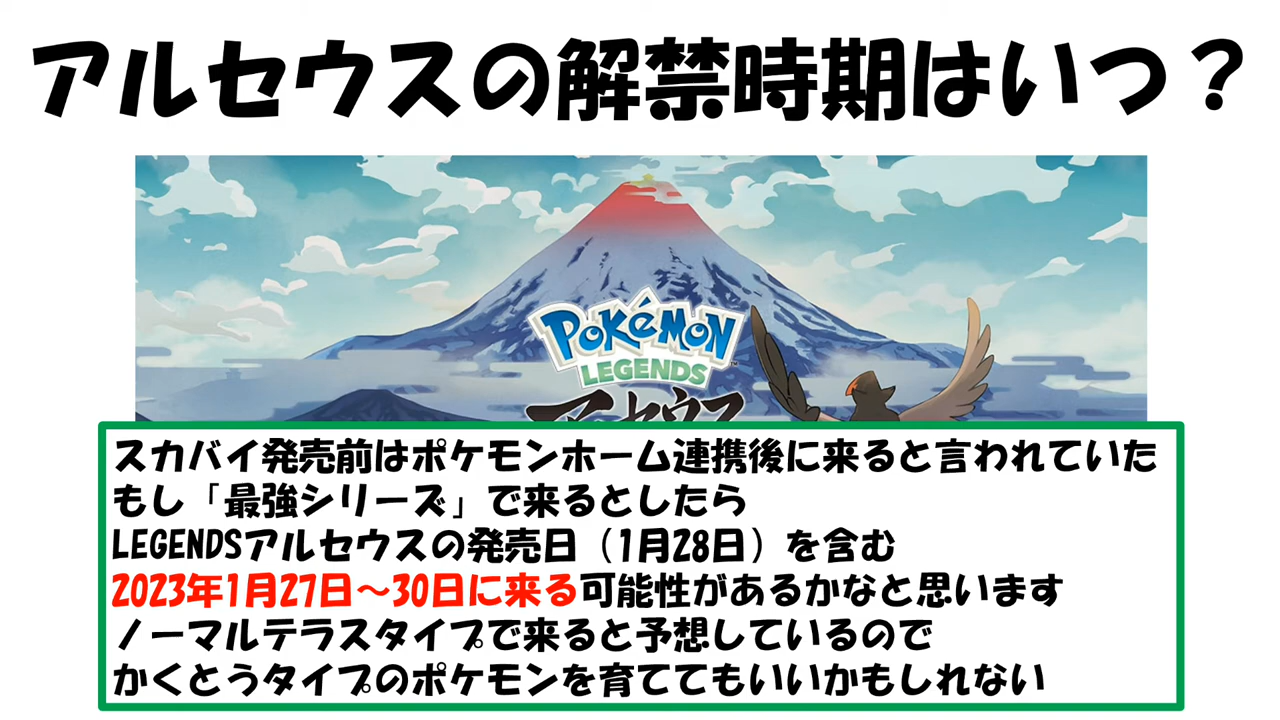 アルセウスの解禁時期はいつ？
POKéMON
LEGENDS
アルセウス
スカバイ発売前はポケモンホーム連携後に来ると言われていた
もし「最強シリーズ」で来るとしたら
LEGENDSアルセウスの発売日（1月28日）を含む
2023年1月27日～30日に来る可能性があるかなと思います
ノーマルテラスタイプで来ると予想しているので
かくとうタイプのポケモンを育ててもいいかもしれない